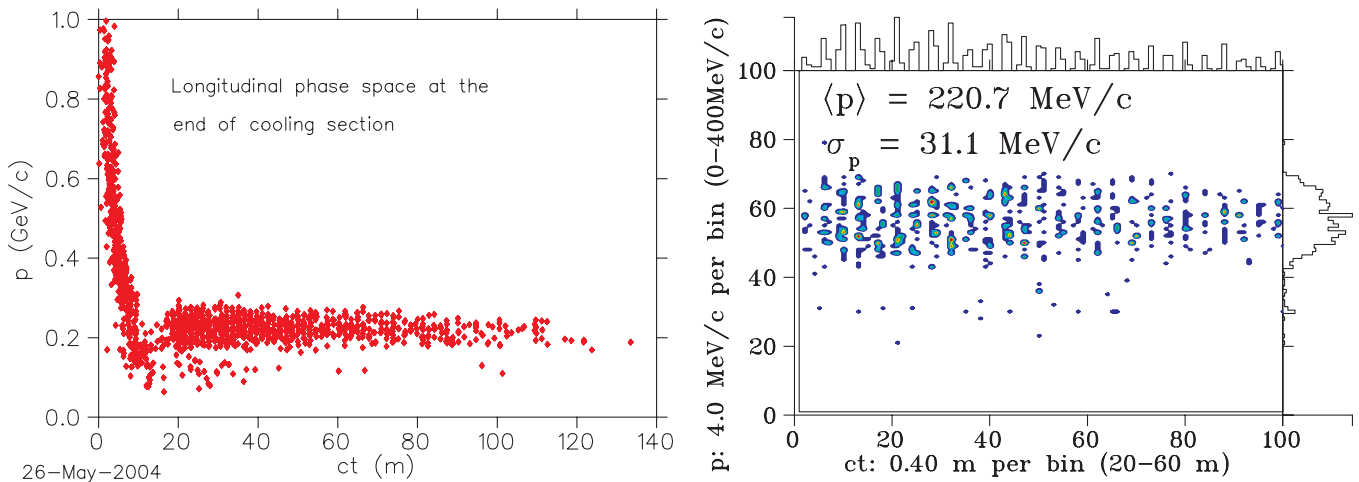 1.0
0.8
0.6
0.4
0.2
0.0
p (GeV/c)
Longitudinal phase space at the
end of cooling section
0 20 40 60 80 100 120 140
ct (m)
26-May-2004
p: 4.0 MeV/c per bin (0-400MeV/c)
100
80
60
40
20
0
⟨p⟩ = 220.7 MeV/c
σp = 31.1 MeV/c
0 20 40 60 80 100
ct: 0.40 m per bin (20-60 m)